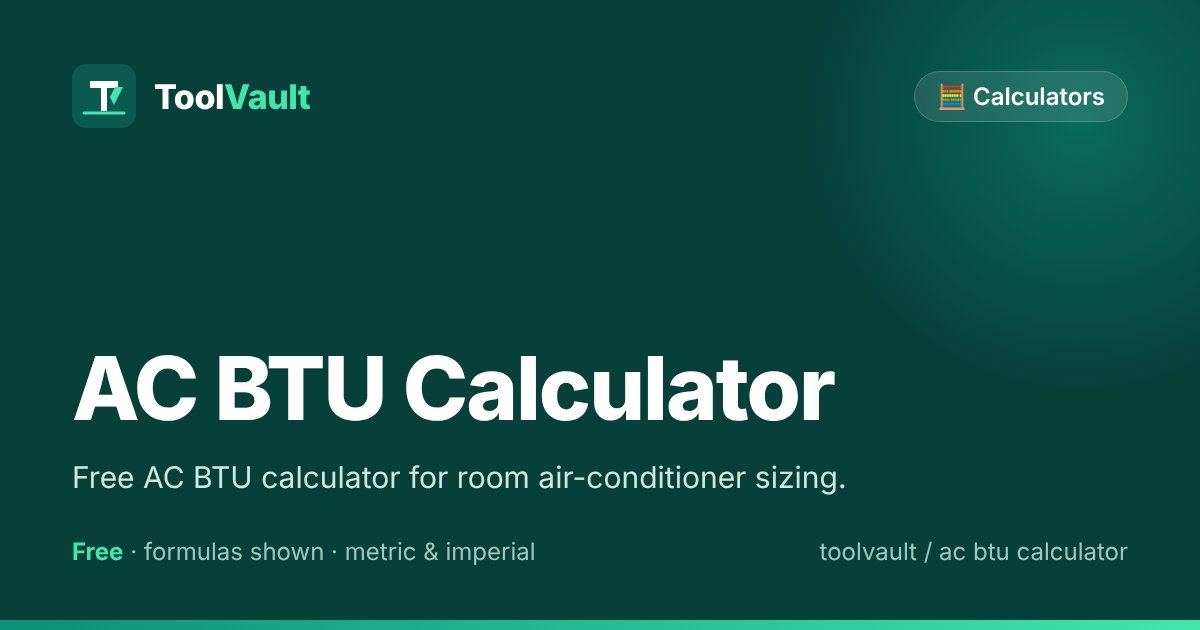 ToolVault
Calculators
AC BTU Calculator
Free AC BTU calculator for room air-conditioner sizing.
Free · formulas shown · metric & imperial
toolvault / ac btu calculator